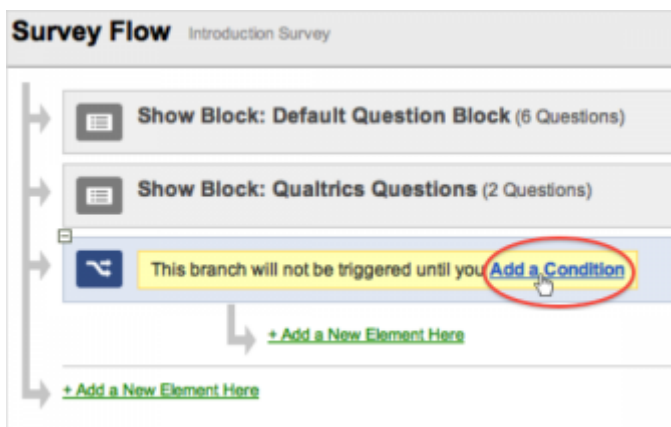 Survey Flow Introduction Survey
Show Block: Default Question Block (6 Questions)
Show Block: Qualtrics Questions (2 Questions)
This branch will not be triggered until you Add a Condition
+ Add a New Element Here
+ Add a New Element Here